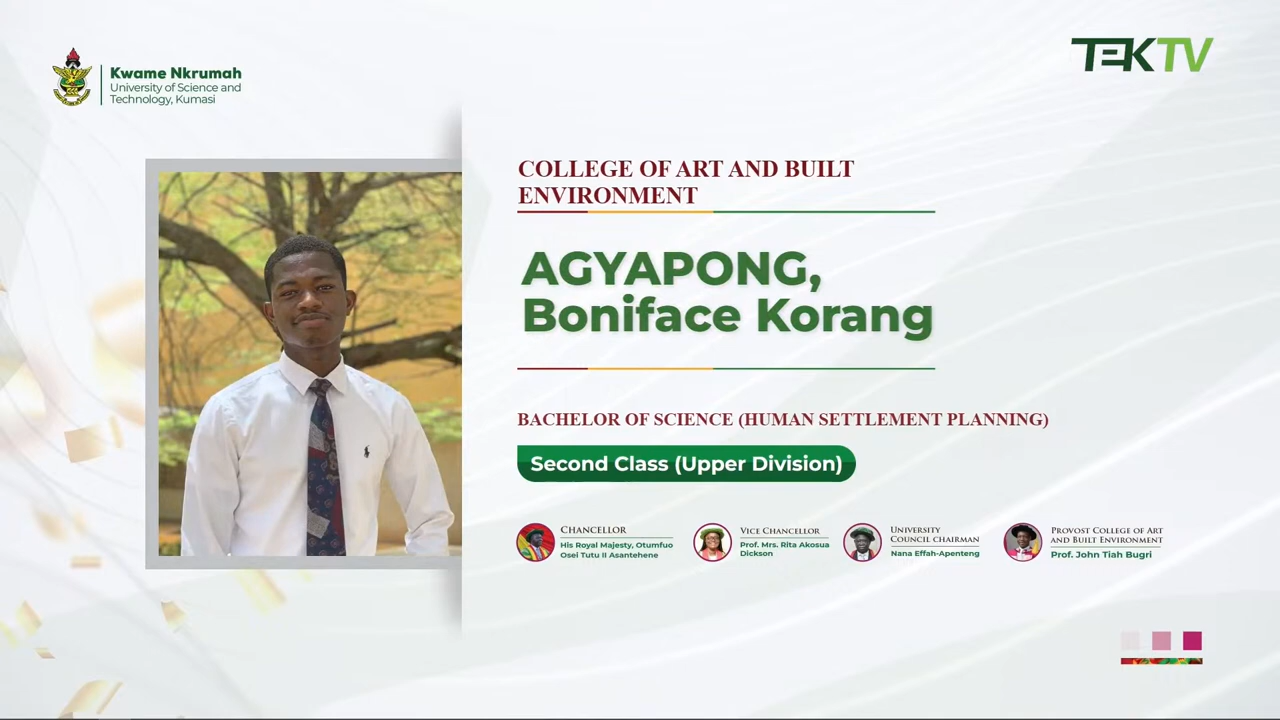 Kwame Nkrumah
University of Science and
Technology, Kumasi
TEKTV
COLLEGE OF ART AND BUILT
ENVIRONMENT
AGYAPONG,
Boniface Korang
BACHELOR OF SCIENCE (HUMAN SETTLEMENT PLANNING)
Second Class (Upper Division)
CHANCELLOR
His Royal Majesty, Otumfuo
Osei Tutu II Asantehene
VICE CHANCELLOR
Prof. Mrs. Rita Akosua
Dickson
UNIVERSITY
COUNCIL CHAIRMAN
Nana Effah-Apenteng
PROVOST COLLEGE OF ART
AND BUILT ENVIRONMENT
Prof. John Tiah Bugri